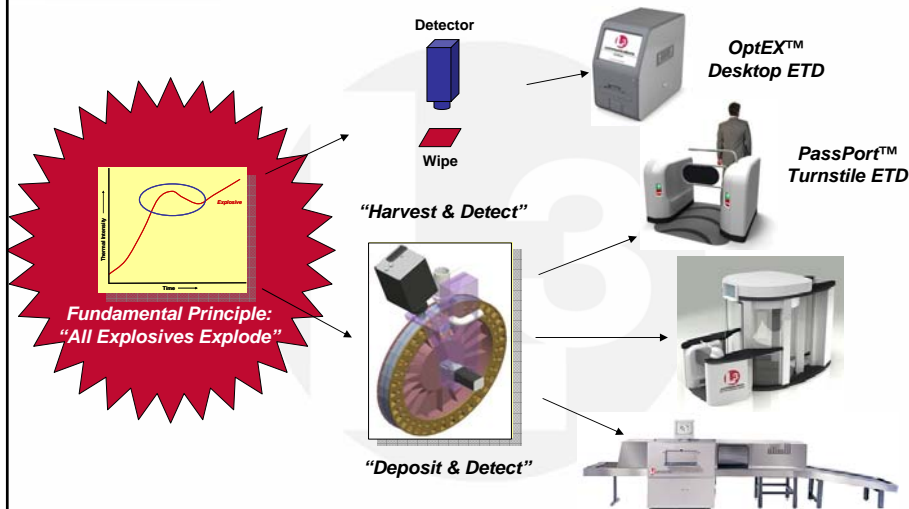 Detector
Wipe
OptEX™
Desktop ETD
PassPort™
Turnstile ETD
Thermal Intensity
Explosive
Time
Fundamental Principle:
“All Explosives Explode”
“Harvest & Detect”
“Deposit & Detect”